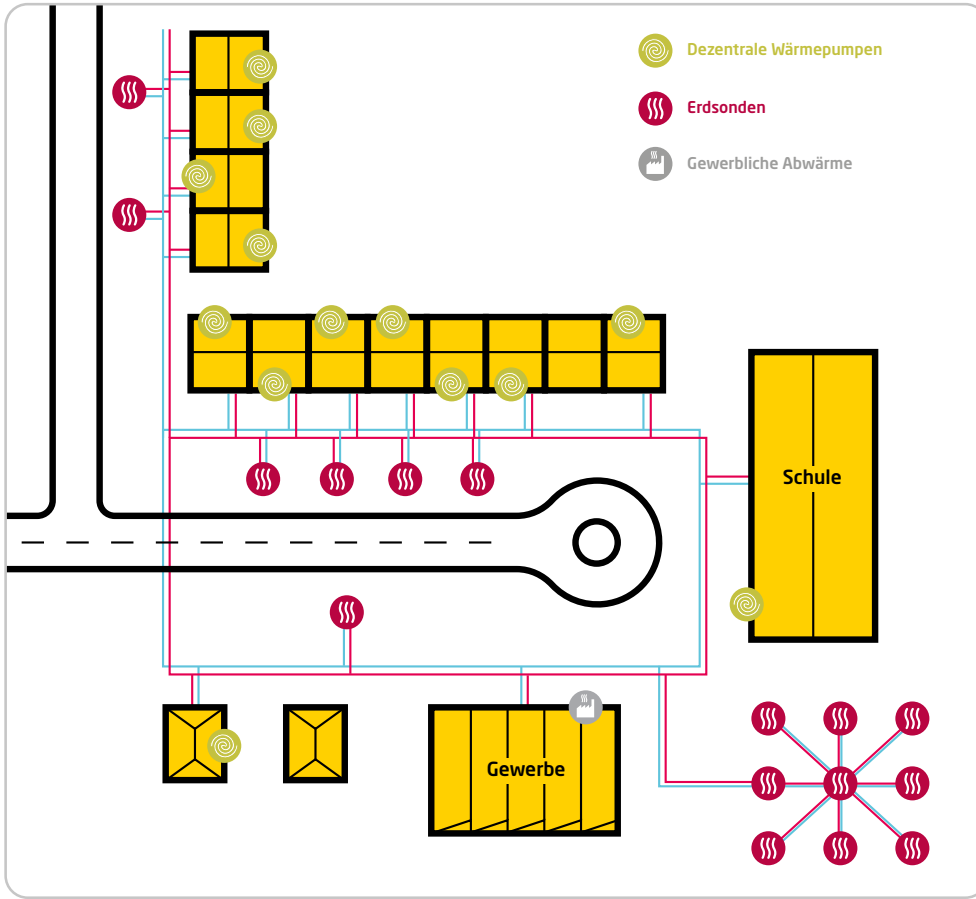 Dezentrale Wärmepumpen
Erdsonden
Gewerbliche Abwärme
Schule
Gewerbe